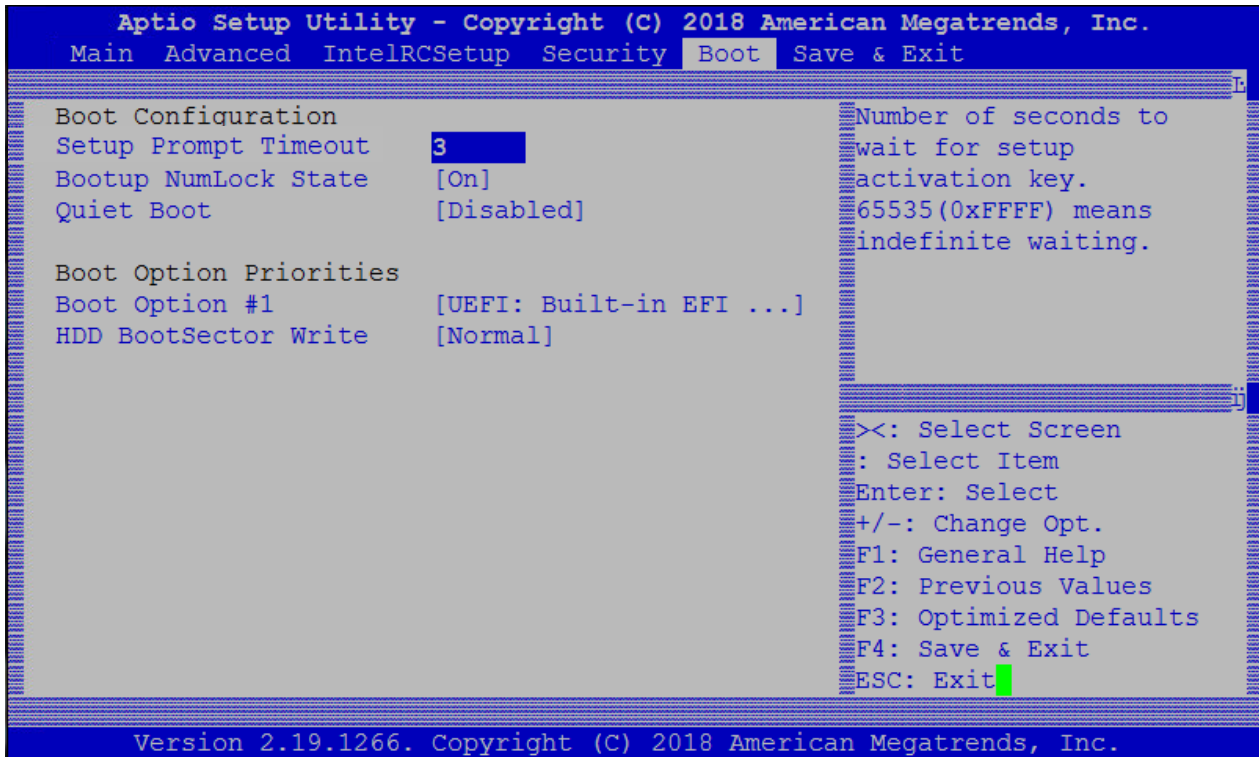 Aptio Setup Utility - Copyright (C) 2018 American Megatrends, Inc.
Main Advanced IntelRCSetup Security Boot Save & Exit
Boot Configuration
Setup Prompt Timeout 3
Bootup NumLock State [On]
Quiet Boot [Disabled]
Boot Option Priorities
Boot Option #1 [UEFI: Built-in EFI ...]
HDD BootSector Write [Normal]
Number of seconds to
wait for setup
activation key.
65535(0xFFFF) means
indefinite waiting.
><: Select Screen
: Select Item
Enter: Select
+/-: Change Opt.
F1: General Help
F2: Previous Values
F3: Optimized Defaults
F4: Save & Exit
ESC: Exit
Version 2.19.1266. Copyright (C) 2018 American Megatrends, Inc.